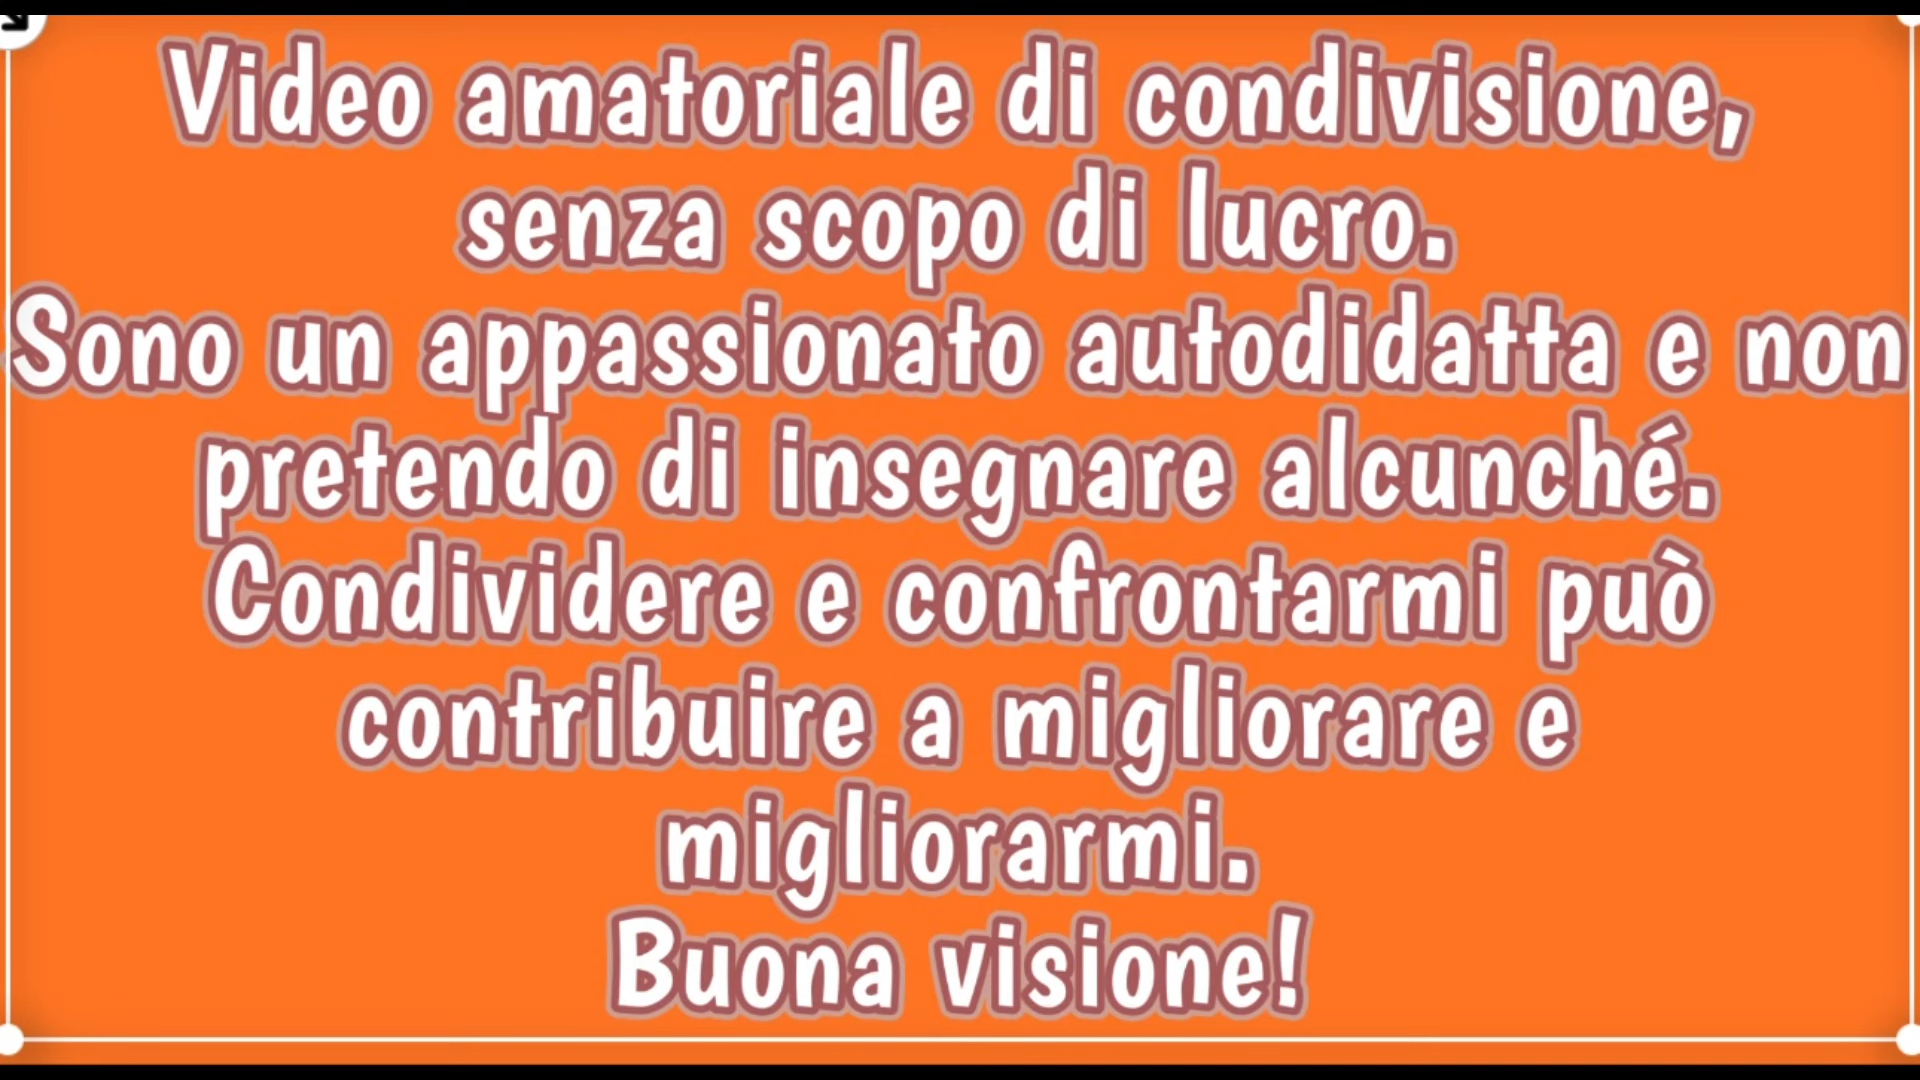 Video amatoriale di condivisione,
senza scopo di lucro.
Sono un appassionato autodidatta e non
pretendo di insegnare alcunché.
Condividere e confrontarmi può
contribuire a migliorare e
migliorarmi.
Buona visione!